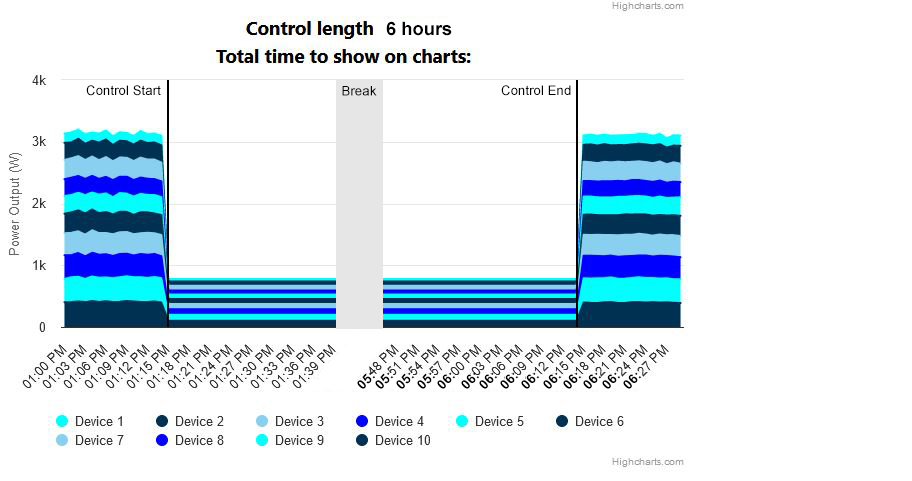 Highcharts.com
Control length 6 hours
Total time to show on charts:
4k
3k
2k
1k
0
Power Output (W)
Control Start
Break
Control End
01:00 PM
01:03 PM
01:06 PM
01:09 PM
01:12 PM
01:15 PM
01:18 PM
01:21 PM
01:24 PM
01:27 PM
01:30 PM
01:33 PM
01:36 PM
01:39 PM
05:48 PM
05:51 PM
05:54 PM
05:57 PM
06:00 PM
06:03 PM
06:06 PM
06:09 PM
06:12 PM
06:15 PM
06:18 PM
06:21 PM
06:24 PM
06:27 PM
Device 1 Device 2 Device 3 Device 4 Device 5 Device 6
Device 7 Device 8 Device 9 Device 10
Highcharts.com